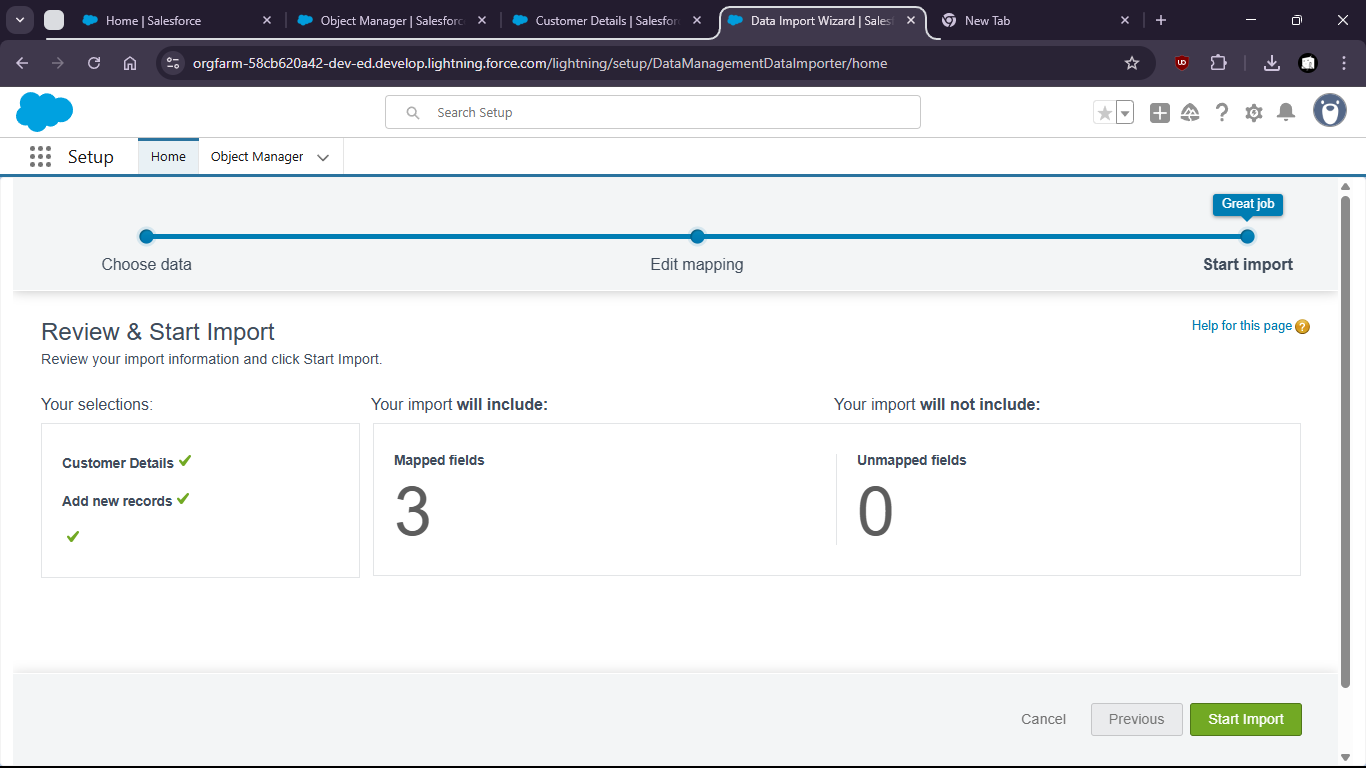 Home | Salesforce
Object Manager | Salesforc
Customer Details | Salesfor
Data Import Wizard | Sales
New Tab
orgfarm-58cb620a42-dev-ed.develop.lightning.force.com/lightning/setup/DataManagementDataImporter/home
UD
Search Setup
Setup
Home
Object Manager
Great job
Choose data
Edit mapping
Start import
Review & Start Import
Help for this page ?
Review your import information and click Start Import.
Your selections:
Your import will include:
Your import will not include:
Customer Details
Add new records
Mapped fields
3
Unmapped fields
0
Cancel
Previous
Start Import